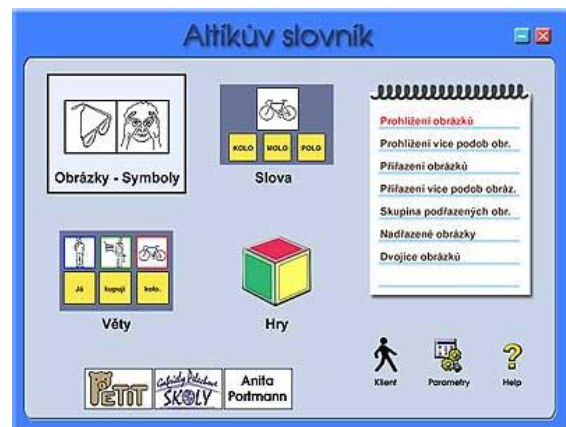 Altíkův slovník
Obrázky - Symboly
KOLO MOLO POLO
Slova
Já kupuji kolo.
Věty
Hry
Prohlížení obrázků
Prohlížení více podob obr.
Přiřazení obrázků
Přiřazení více podob obráz.
Skupina podřazených obr.
Nadřazené obrázky
Dvojice obrázků
Klient Parametry Help
PETIT
ŠKOLY
Anita
Portmann